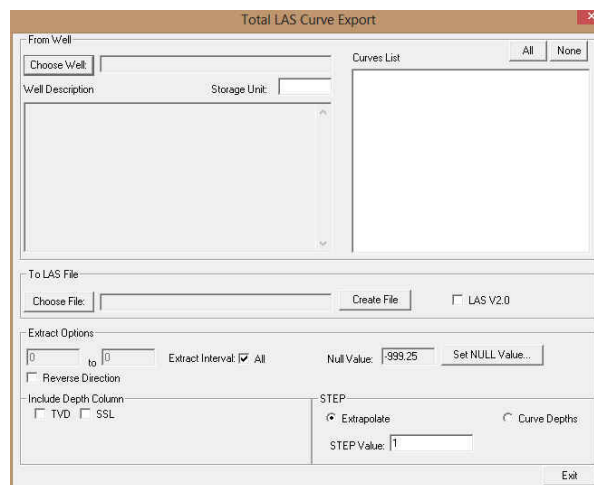 Total LAS Curve Export
From Well
Choose Well:
Curves List
All None
Well Description
Storage Unit:
To LAS File
Choose File:
Create File
LAS V2.0
Extract Options
0 to 0
Extract Interval: All
Null Value: -999.25
Set NULL Value...
Reverse Direction
Include Depth Column
TVD SSL
STEP
Extrapolate
Curve Depths
STEP Value: 1
Exit